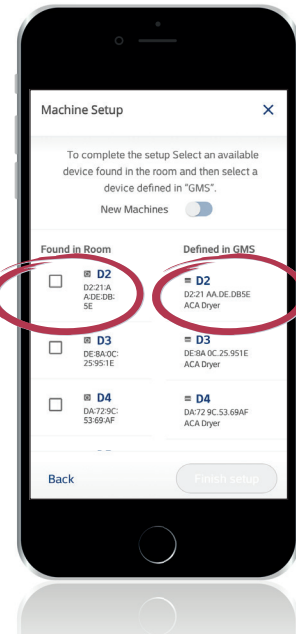 Machine Setup
To complete the setup Select an available
device found in the room and then select a
device defined in "GMS".
New Machines
Found in Room
Defined in GMS
D2
D2:21:A
A:DE:DB:
5E
D2
D2:21 AA.DE.DB5E
ACA Dryer
D3
DE:8A:0C:
25:95:1E
D3
DE:8A 0C.25.951E
ACA Dryer
D4
DA:72:9C:
53:69:AF
D4
DA:72 9C.53.69AF
ACA Dryer
Back
Finish setup